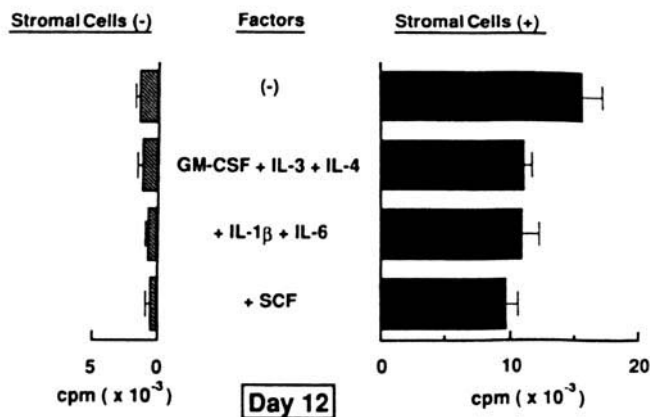 Stromal Cells (-) Factors Stromal Cells (+)
(-)
GM-CSF + IL-3 + IL-4
+ IL-1β + IL-6
+ SCF
5 0 0 10 20
cpm ( x 10⁻³) Day 12 cpm ( x 10⁻³)